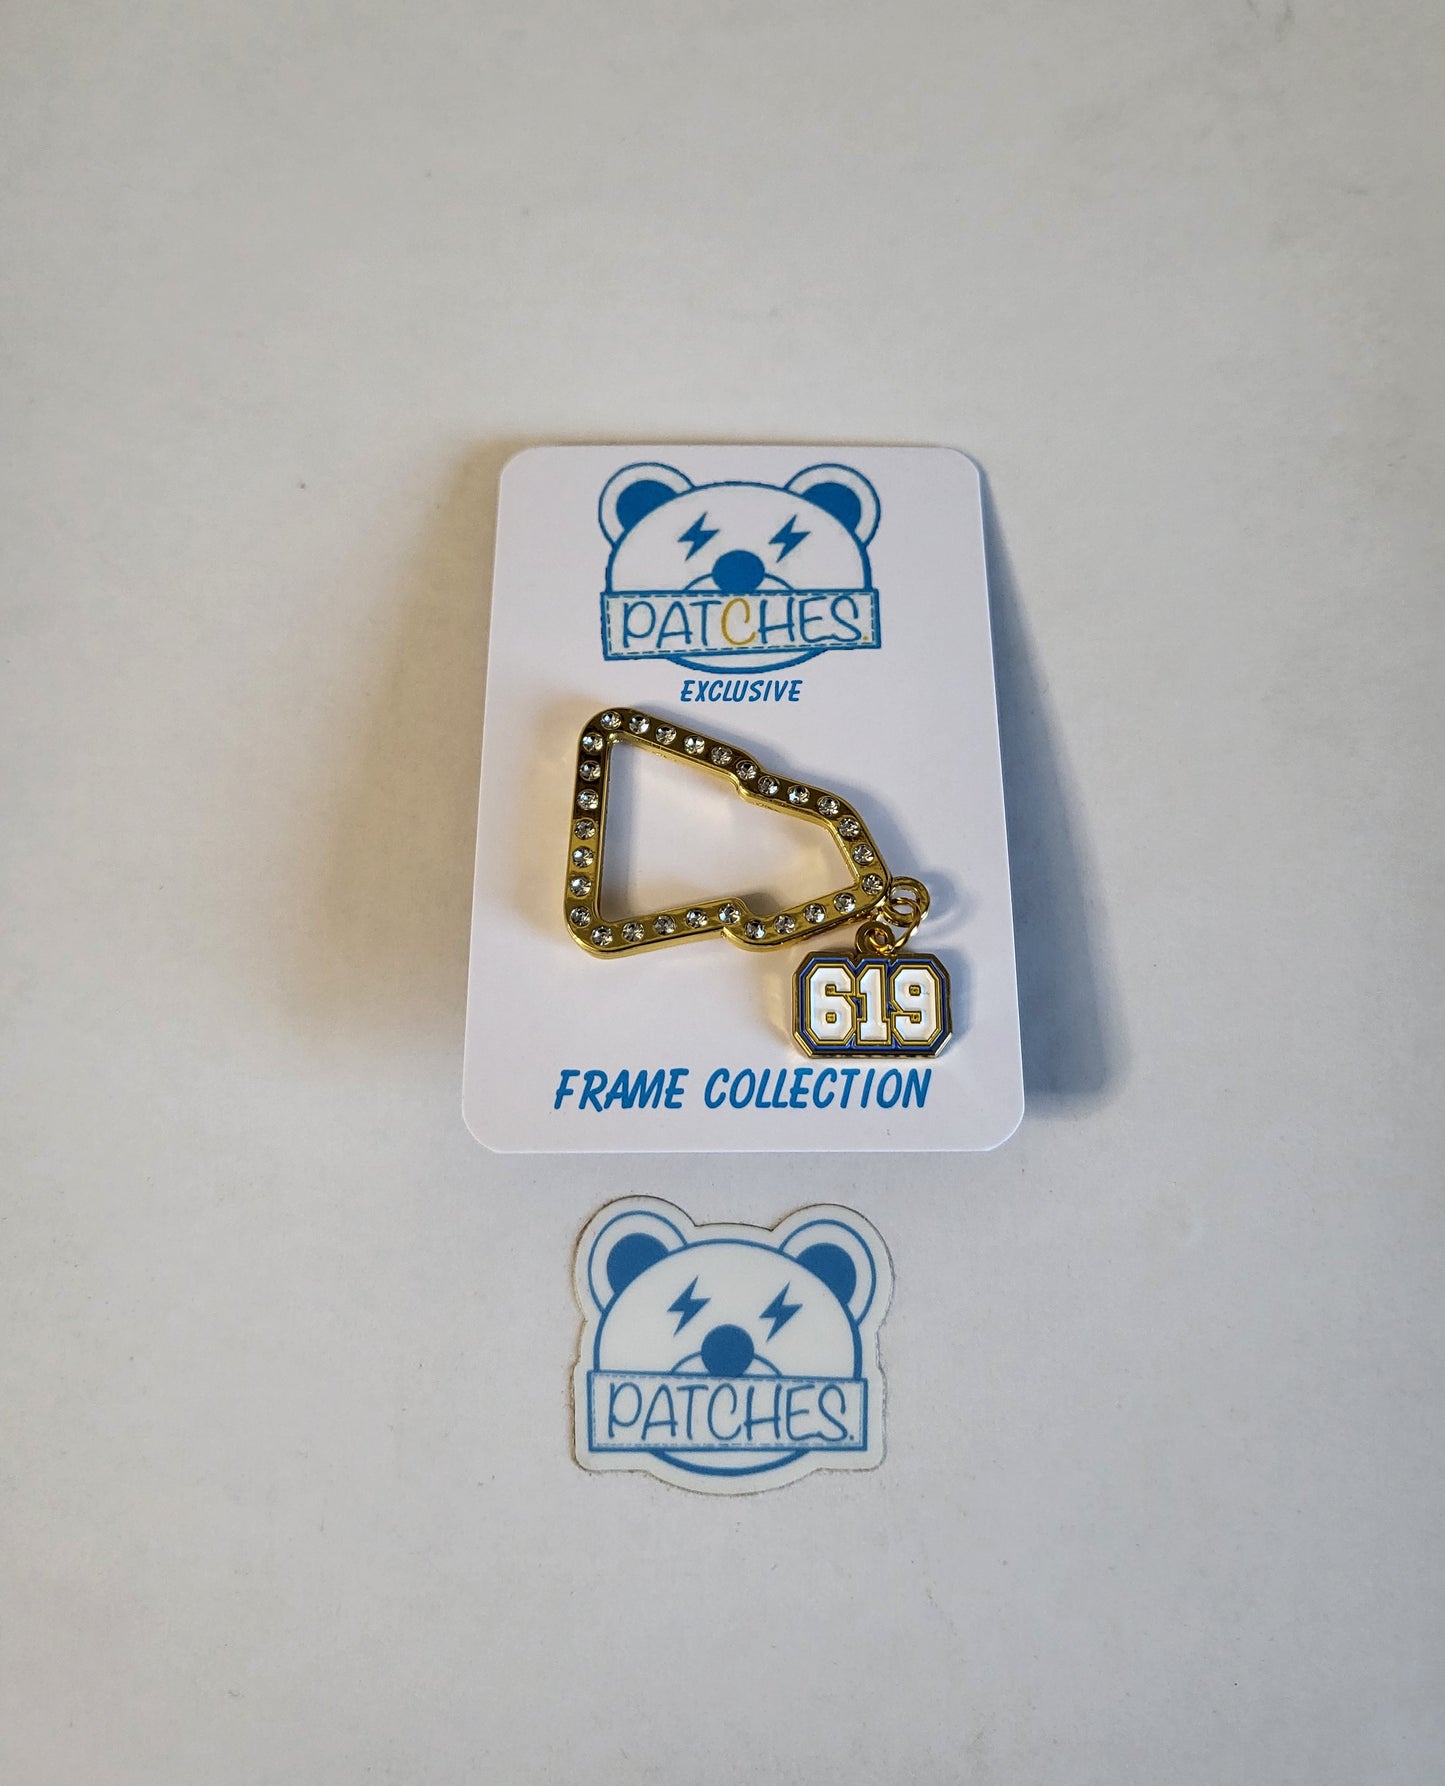 PATCHES.
EXCLUSIVE
619
FRAME COLLECTION
PATCHES.